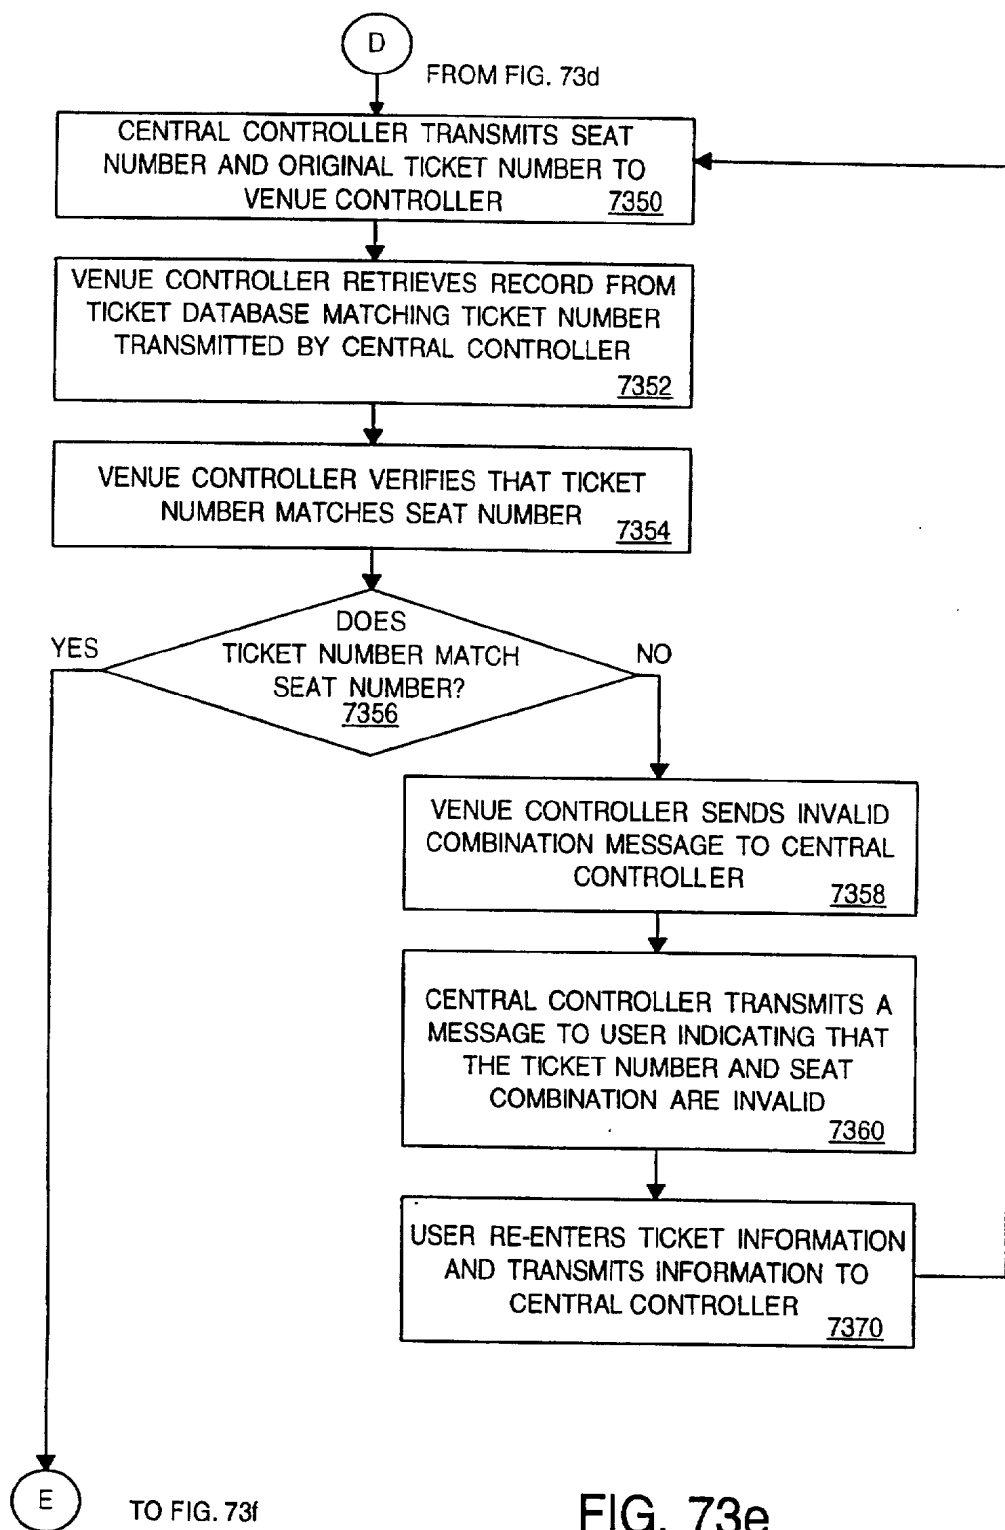 D
FROM FIG. 73d
CENTRAL CONTROLLER TRANSMITS SEAT
NUMBER AND ORIGINAL TICKET NUMBER TO
VENUE CONTROLLER 7350
VENUE CONTROLLER RETRIEVES RECORD FROM
TICKET DATABASE MATCHING TICKET NUMBER
TRANSMITTED BY CENTRAL CONTROLLER
7352
VENUE CONTROLLER VERIFIES THAT TICKET
NUMBER MATCHES SEAT NUMBER 7354
DOES
TICKET NUMBER MATCH
SEAT NUMBER?
7356
YES
NO
VENUE CONTROLLER SENDS INVALID
COMBINATION MESSAGE TO CENTRAL
CONTROLLER 7358
CENTRAL CONTROLLER TRANSMITS A
MESSAGE TO USER INDICATING THAT
THE TICKET NUMBER AND SEAT
COMBINATION ARE INVALID
7360
USER RE-ENTERS TICKET INFORMATION
AND TRANSMITS INFORMATION TO
CENTRAL CONTROLLER 7370
E
TO FIG. 73f
FIG. 73e